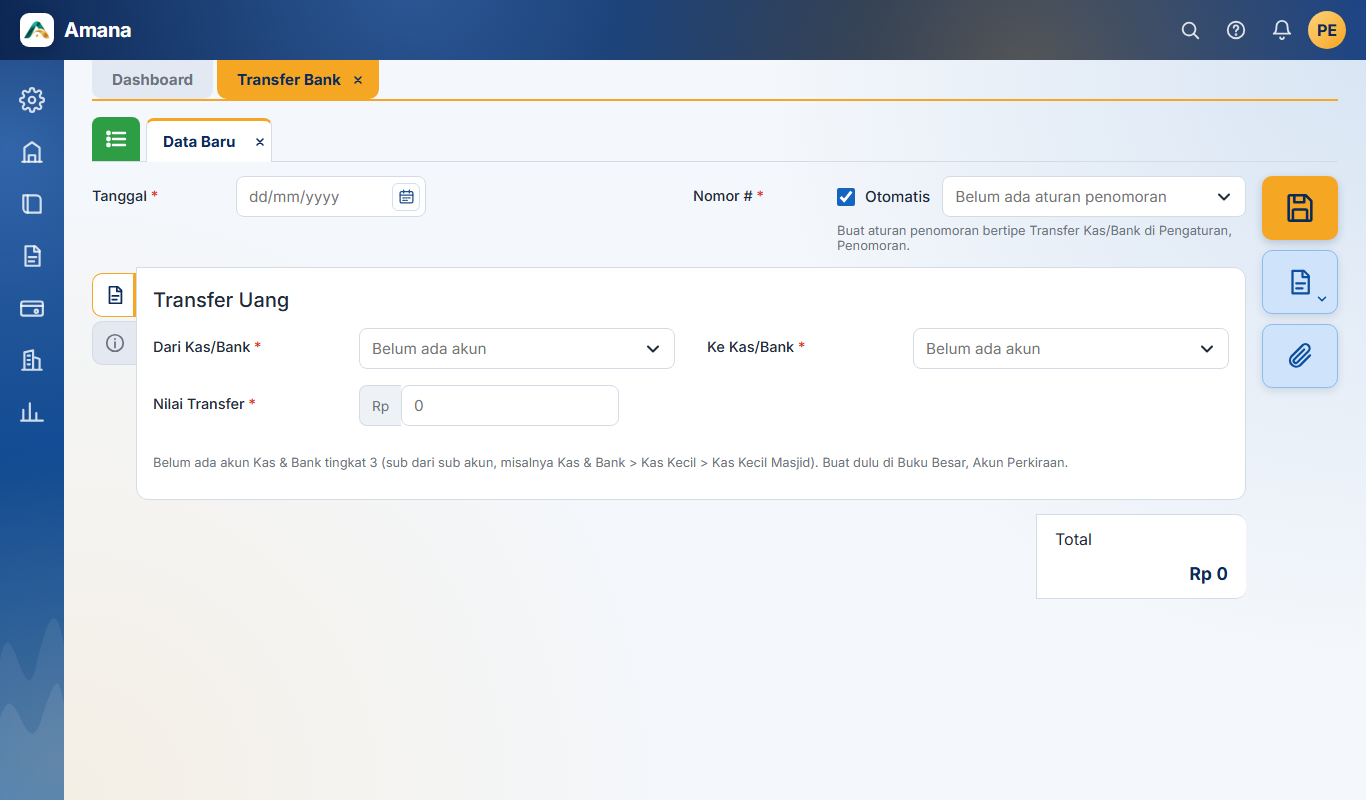 Amana
PE
Dashboard
Transfer Bank ×
Data Baru ×
Tanggal *
dd/mm/yyyy
Nomor # *
Otomatis
Belum ada aturan penomoran
Buat aturan penomoran bertipe Transfer Kas/Bank di Pengaturan,
Penomoran.
Transfer Uang
Dari Kas/Bank *
Belum ada akun
Ke Kas/Bank *
Belum ada akun
Nilai Transfer *
Rp
0
Belum ada akun Kas & Bank tingkat 3 (sub dari sub akun, misalnya Kas & Bank > Kas Kecil > Kas Kecil Masjid). Buat dulu di Buku Besar, Akun Perkiraan.
Total
Rp 0